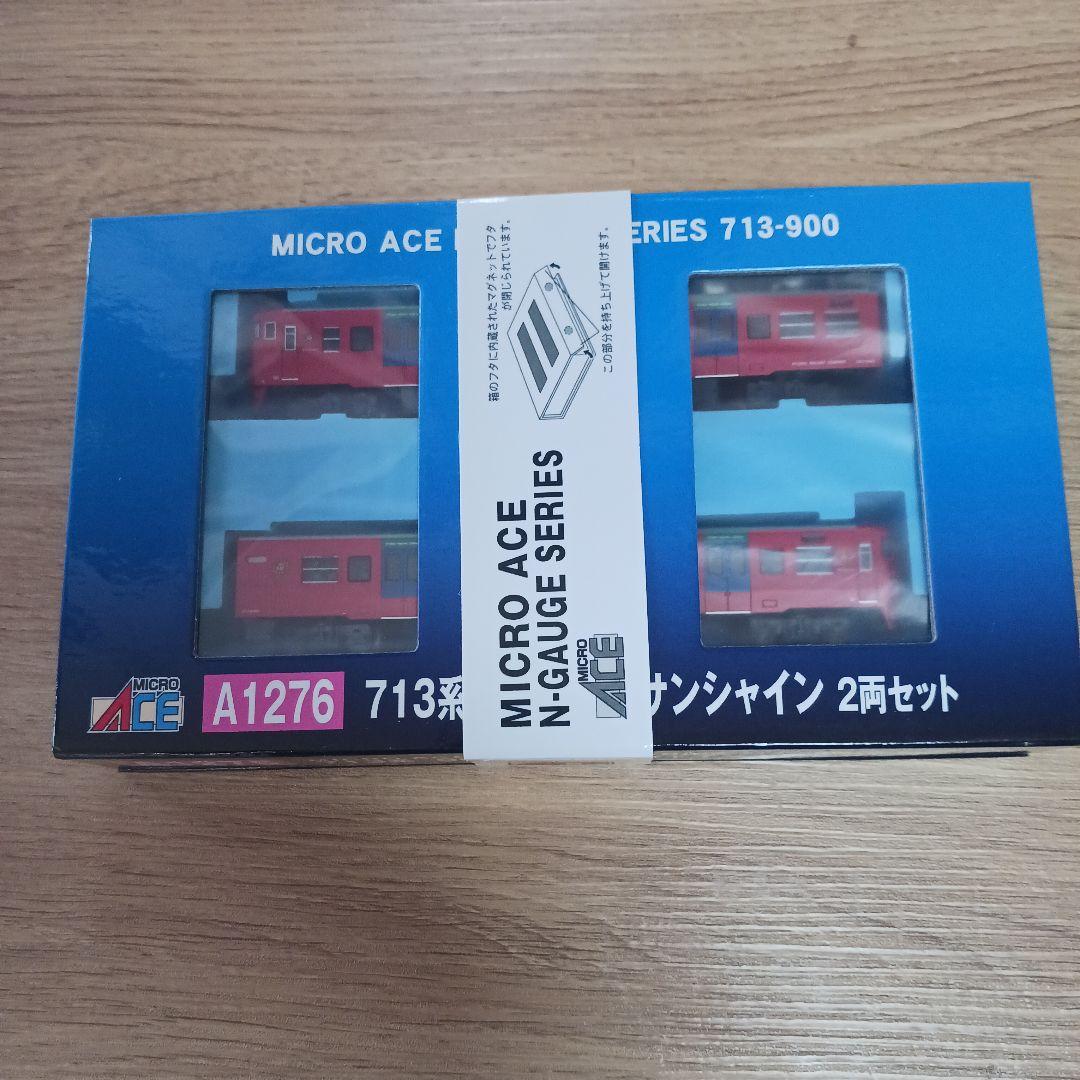 MICRO ACE
ERIES 713-900
箱のフタに内蔵されたマグネットでフタ
が閉じられています。
この部分を持ち上げて開けます。
MICRO ACE
N-GAUGE SERIES
MICRO
ACE
MICRO
ACE
A1276 713系
サンシャイン 2両セット